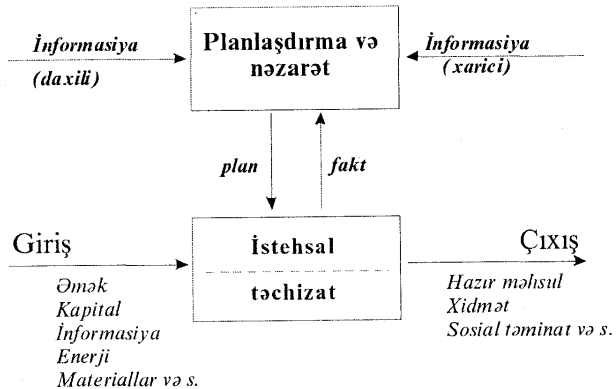 İnformasiya
(daxili)
Planlaşdırma və
nəzarət
İnformasiya
(xarici)
plan
fakt
Giriş
Əmək
Kapital
İnformasiya
Enerji
Materiallar və s.
İstehsal
təchizat
Çıxış
Hazır məhsul
Xidmət
Sosial təminat və s.